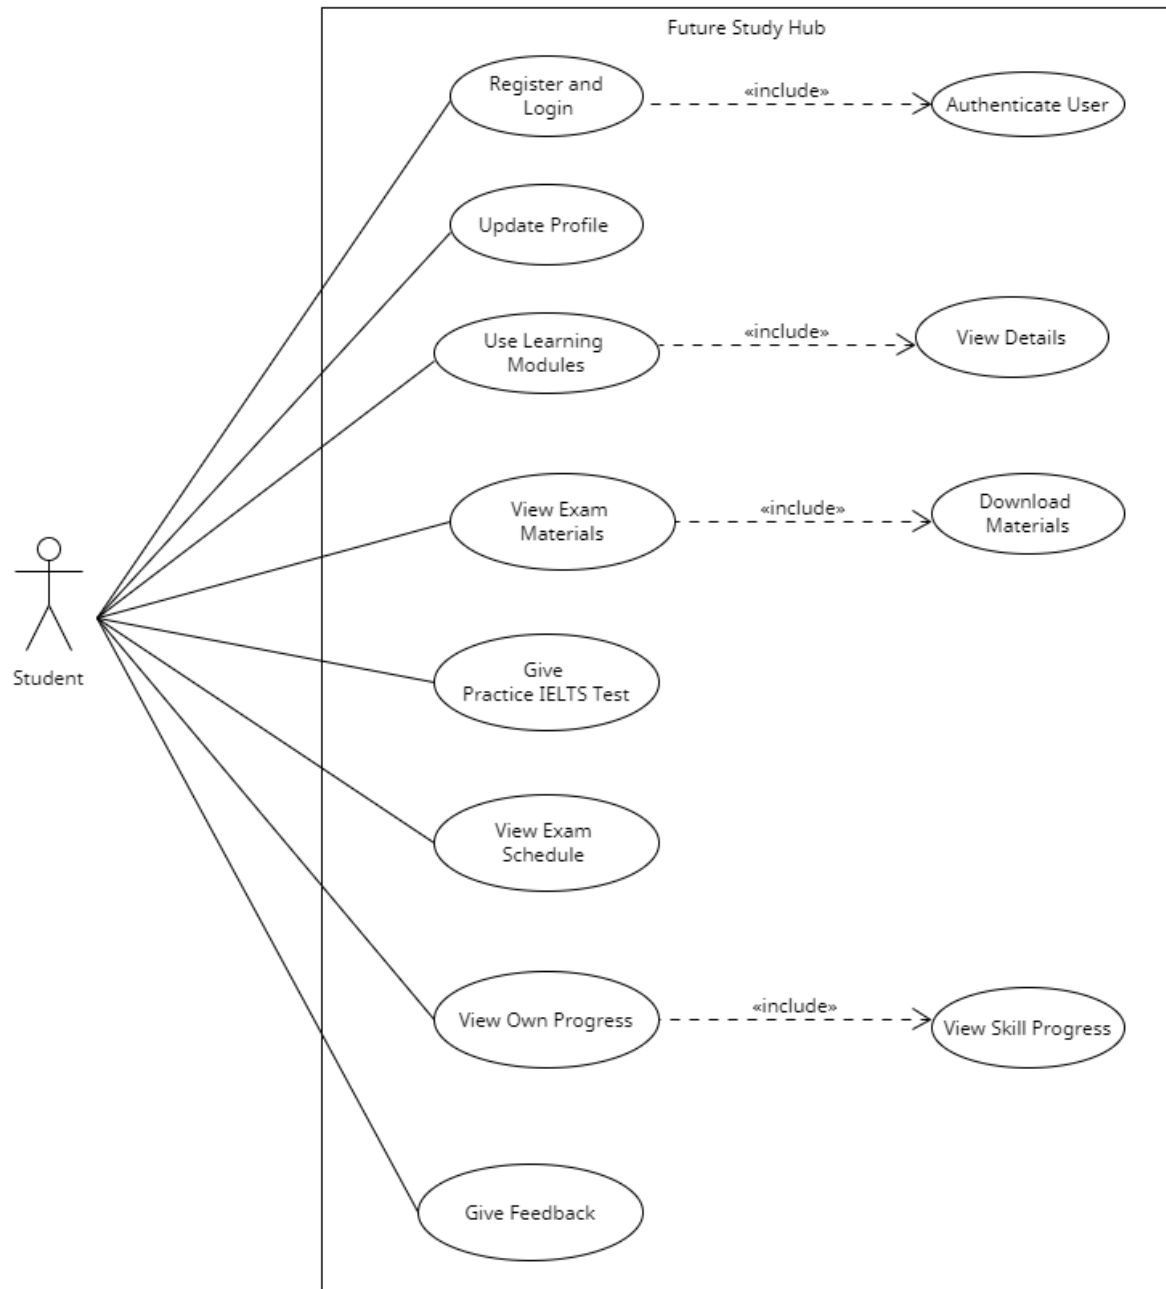 Future Study Hub
Register and
Login
«include»
Authenticate User
Update Profile
Use Learning
Modules
«include»
View Details
View Exam
Materials
«include»
Download
Materials
Student
Give
Practice IELTS Test
View Exam
Schedule
View Own Progress
«include»
View Skill Progress
Give Feedback